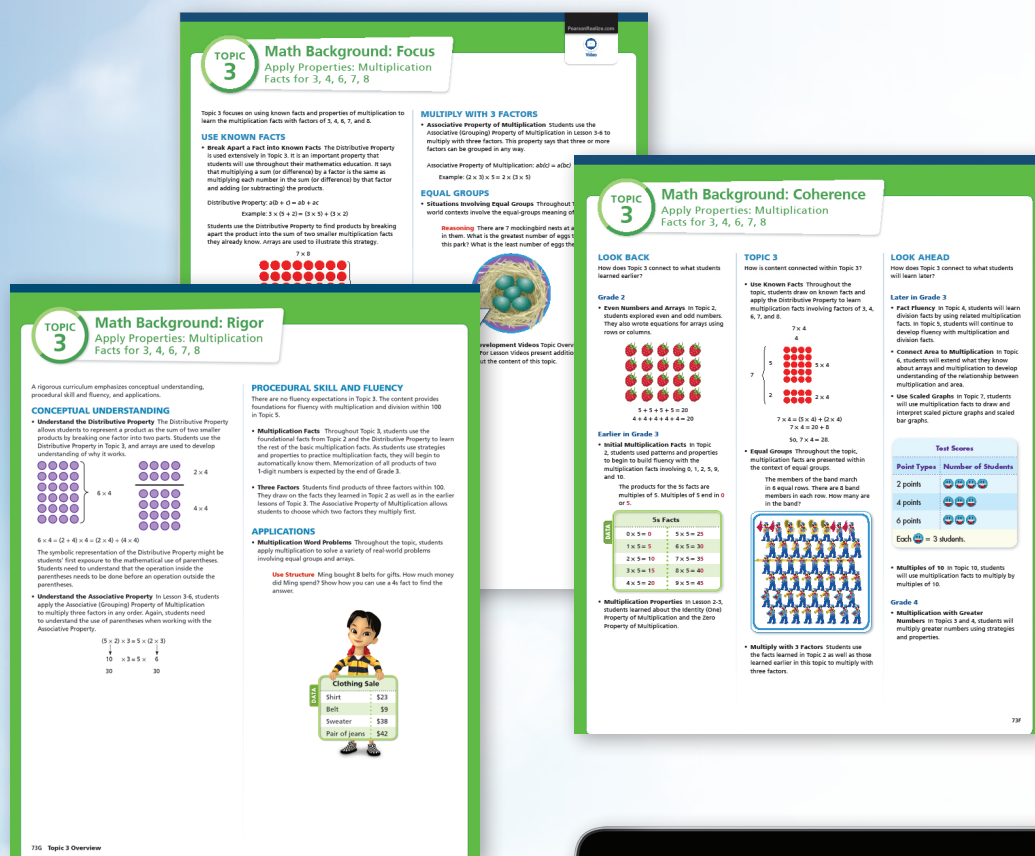 PearsonRealize.com
Video
TOPIC
3
Math Background: Focus
Apply Properties: Multiplication
Facts for 3, 4, 6, 7, 8
Topic 3 focuses on using known facts and properties of multiplication to
learn the multiplication facts with factors of 3, 4, 6, 7, and 8.
USE KNOWN FACTS
• Break Apart a Fact into Known Facts The Distributive Property
is used extensively in Topic 3. It is an important property that
students will use throughout their mathematics education. It says
that multiplying a sum (or difference) by a factor is the same as
multiplying each number in the sum (or difference) by that factor
and adding (or subtracting) the products.
Distributive Property: a(b + c) = ab + ac
Example: 3 × (5 + 2) = (3 × 5) + (3 × 2)
Students use the Distributive Property to find products by breaking
apart the product into the sum of two smaller multiplication facts
they already know. Arrays are used to illustrate this strategy.
7 × 8
MULTIPLY WITH 3 FACTORS
• Associative Property of Multiplication Students use the
Associative (Grouping) Property of Multiplication in Lesson 3-6 to
multiply with three factors. This property says that three or more
factors can be grouped in any way.
Associative Property of Multiplication: ab(c) = a(bc)
Example: (2 × 3) × 5 = 2 × (3 × 5)
EQUAL GROUPS
• Situations Involving Equal Groups Throughout
world contexts involve the equal-groups meaning of
Reasoning There are 7 mockingbird nests at a
in them. What is the greatest number of eggs
this park? What is the least number of eggs the
Videos Topic
For Lesson Videos present
the content of this topic.
TOPIC
3
Math Background: Coherence
Apply Properties: Multiplication
Facts for 3, 4, 6, 7, 8
LOOK BACK
How does Topic 3 connect to what students
learned earlier?
Grade 2
• Even Numbers and Arrays In Topic 2,
students explored even and odd numbers.
They also wrote equations for arrays using
rows or columns.
5 + 5 + 5 + 5 = 20
4 + 4 + 4 + 4 + 4 = 20
Earlier in Grade 3
• Initial Multiplication Facts In Topic
2, students used patterns and properties
to begin to build fluency with the
multiplication facts involving 0, 1, 2, 5, 9,
and 10.
The products for the 5s facts are
multiples of 5. Multiples of 5 end in 0
or 5.
DATA
5s Facts
0 × 5 = 0 5 × 5 = 25
1 × 5 = 5 6 × 5 = 30
2 × 5 = 10 7 × 5 = 35
3 × 5 = 15 8 × 5 = 40
4 × 5 = 20 9 × 5 = 45
• Multiplication Properties In Lesson 2-3,
students learned about the Identity (One)
Property of Multiplication and the Zero
Property of Multiplication.
TOPIC 3
How is content connected within Topic 3?
• Use Known Facts Throughout the
topic, students draw on known facts and
apply the Distributive Property to learn
multiplication facts involving factors of 3, 4,
6, 7, and 8.
7 × 4
4
5 5 × 4
7
2 2 × 4
7 × 4 = (5 × 4) + (2 × 4)
7 × 4 = 20 + 8
So, 7 × 4 = 28.
• Equal Groups Throughout the topic,
multiplication facts are presented within
the context of equal groups.
The members of the band march
in 6 equal rows. There are 8 band
members in each row. How many are
in the band?
• Multiply with 3 Factors Students use
the facts learned in Topic 2 as well as those
learned earlier in this topic to multiply with
three factors.
LOOK AHEAD
How does Topic 3 connect to what students
will learn later?
Later in Grade 3
• Fact Fluency In Topic 4, students will learn
division facts by using related multiplication
facts. In Topic 5, students will continue to
develop fluency with multiplication and
division facts.
• Connect Area to Multiplication In Topic
6, students will extend what they know
about arrays and multiplication to develop
understanding of the relationship between
multiplication and area.
• Use Scaled Graphs In Topic 7, students
will use multiplication facts to draw and
interpret scaled picture graphs and scaled
bar graphs.
Test Scores
Point Types Number of Students
2 points
4 points
6 points
Each = 3 students.
• Multiples of 10 In Topic 10, students
will use multiplication facts to multiply by
multiples of 10.
Grade 4
• Multiplication with Greater
Numbers In Topics 3 and 4, students will
multiply greater numbers using strategies
and properties.
73F
TOPIC
3
Math Background: Rigor
Apply Properties: Multiplication
Facts for 3, 4, 6, 7, 8
A rigorous curriculum emphasizes conceptual understanding,
procedural skill and fluency, and applications.
CONCEPTUAL UNDERSTANDING
• Understand the Distributive Property The Distributive Property
allows students to represent a product as the sum of two smaller
products by breaking one factor into two parts. Students use the
Distributive Property in Topic 3, and arrays are used to develop
understanding of why it works.
2 × 4
6 × 4
4 × 4
6 × 4 = (2 + 4) × 4 = (2 × 4) + (4 × 4)
The symbolic representation of the Distributive Property might be
students' first exposure to the mathematical use of parentheses.
Students need to understand that the operation inside the
parentheses needs to be done before an operation outside the
parentheses.
• Understand the Associative Property In Lesson 3-6, students
apply the Associative (Grouping) Property of Multiplication
to multiply three factors in any order. Again, students need
to understand the use of parentheses when working with the
Associative Property.
(5 × 2) × 3 = 5 × (2 × 3)
10 × 3 = 5 × 6
30 30
PROCEDURAL SKILL AND FLUENCY
There are no fluency expectations in Topic 3. The content provides
foundations for fluency with multiplication and division within 100
in Topic 5.
• Multiplication Facts Throughout Topic 3, students use the
foundational facts from Topic 2 and the Distributive Property to learn
the rest of the basic multiplication facts. As students use strategies
and properties to practice multiplication facts, they will begin to
automatically know them. Memorization of all products of two
1-digit numbers is expected by the end of Grade 3.
• Three Factors Students find products of three factors within 100.
They draw on the facts they learned in Topic 2 as well as in the earlier
lessons of Topic 3. The Associative Property of Multiplication allows
students to choose which two factors they multiply first.
APPLICATIONS
• Multiplication Word Problems Throughout the topic, students
apply multiplication to solve a variety of real-world problems
involving equal groups and arrays.
Use Structure Ming bought 8 belts for gifts. How much money
did Ming spend? Show how you can use a 4s fact to find the
answer.
DATA
Clothing Sale
Shirt $23
Belt $9
Sweater $38
Pair of jeans $42
73G Topic 3 Overview